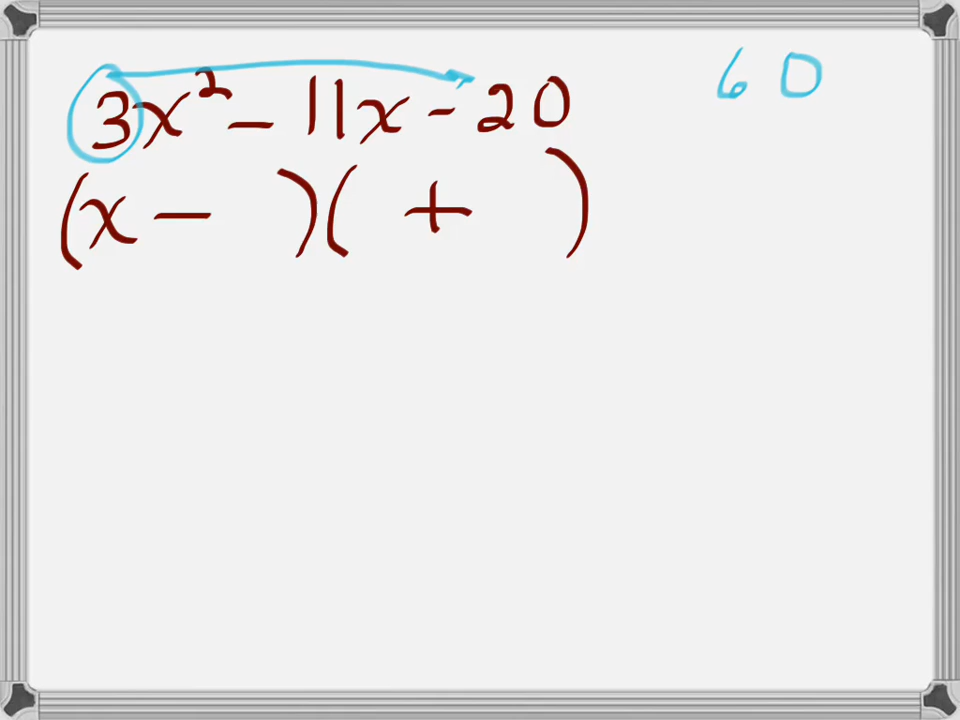 3x² - 11x - 20 60
(x - )( + )